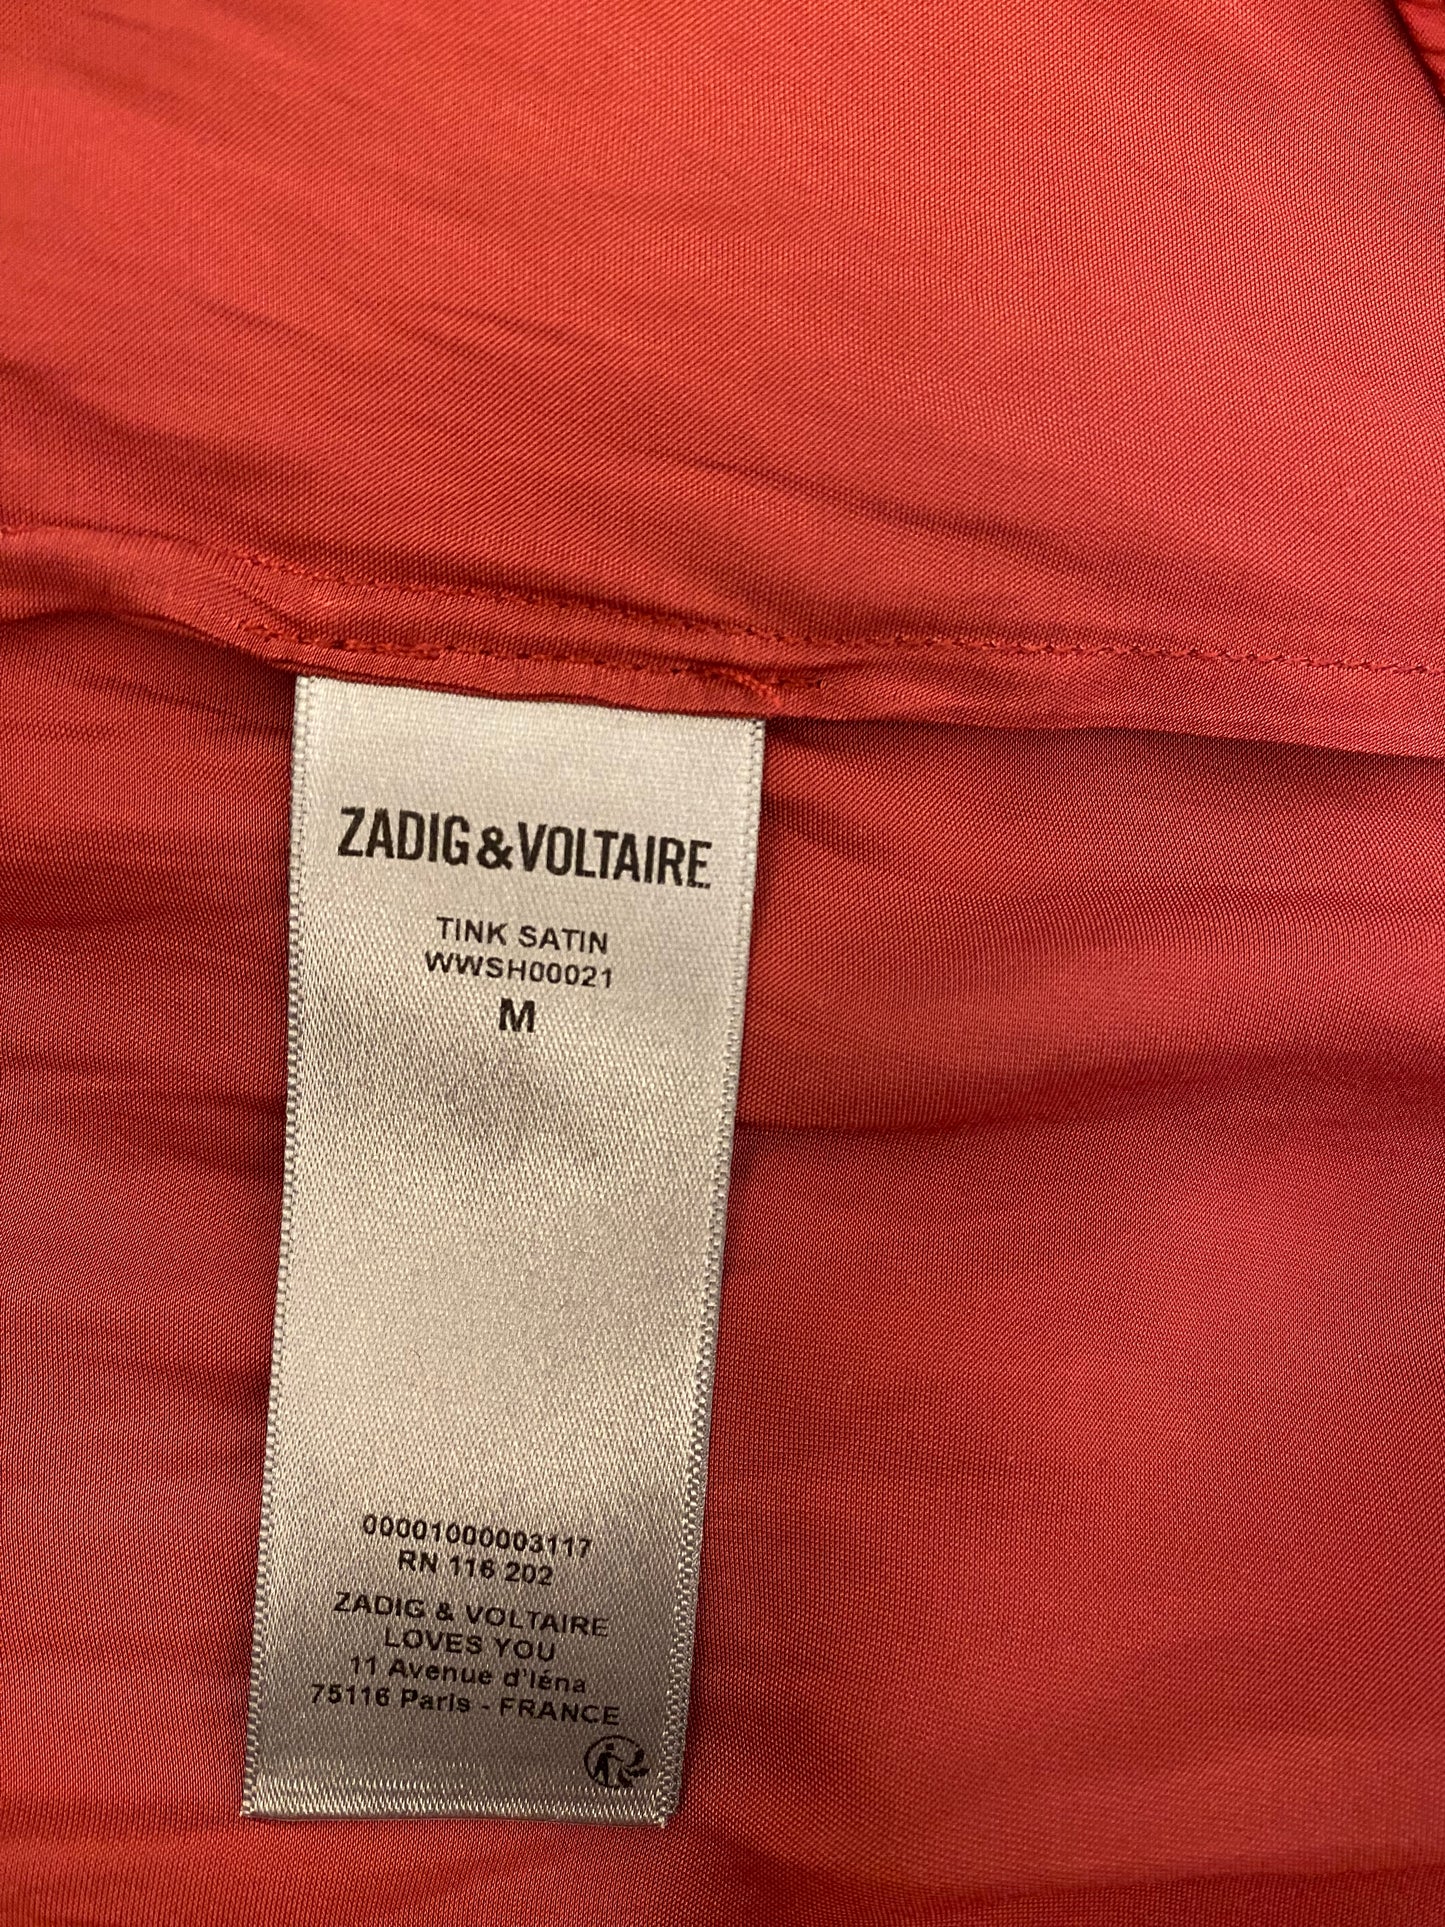 ZADIG&VOLTAIRE
TINK SATIN
WWSH00021
M
00001000003117
RN 116 202
ZADIG & VOLTAIRE
LOVES YOU
11 Avenue d'Iéna
75116 Paris - FRANCE